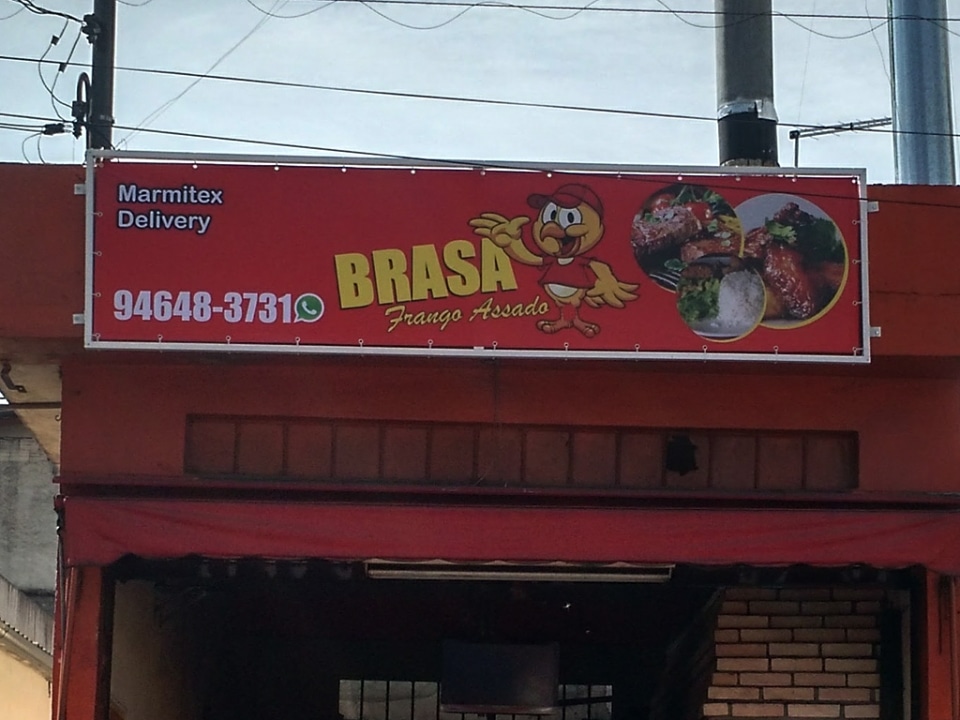 Marmitex
Delivery
94648-3731
BRASA
Frango Assado